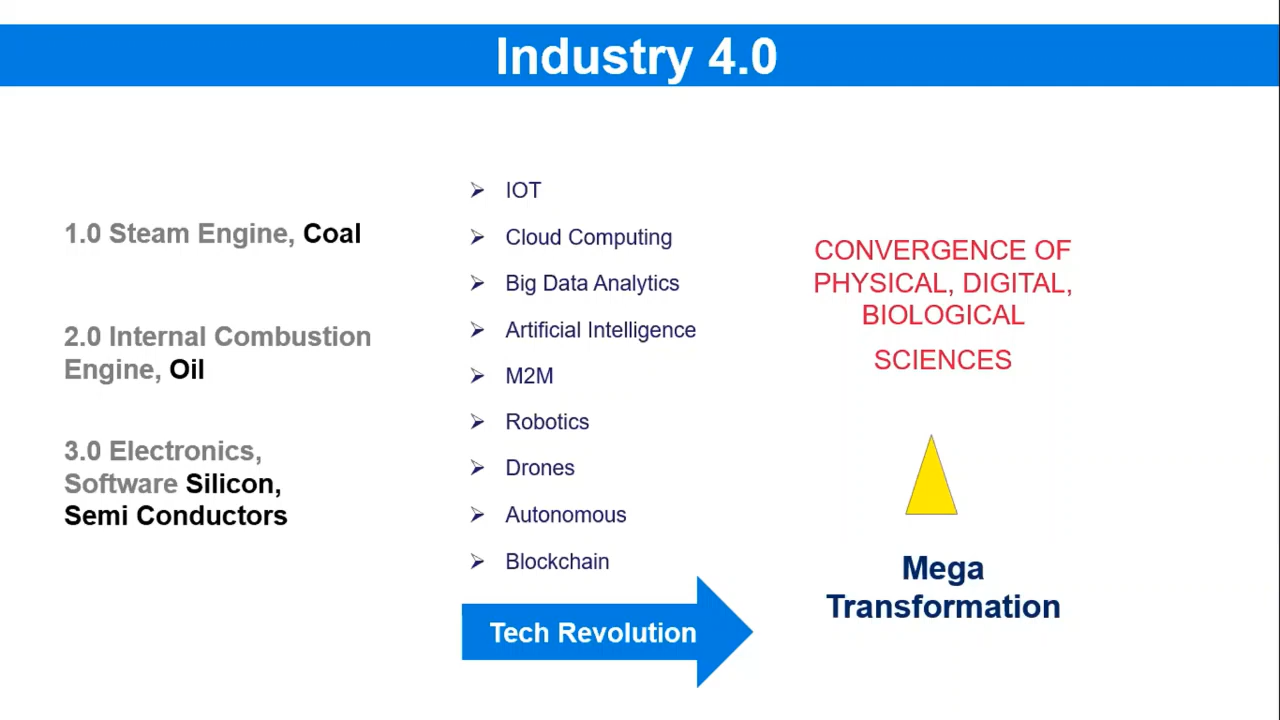 Industry 4.0
1.0 Steam Engine, Coal
2.0 Internal Combustion
Engine, Oil
3.0 Electronics,
Software Silicon,
Semi Conductors
IOT
Cloud Computing
Big Data Analytics
Artificial Intelligence
M2M
Robotics
Drones
Autonomous
Blockchain
Tech Revolution
CONVERGENCE OF
PHYSICAL, DIGITAL,
BIOLOGICAL
SCIENCES
Mega
Transformation